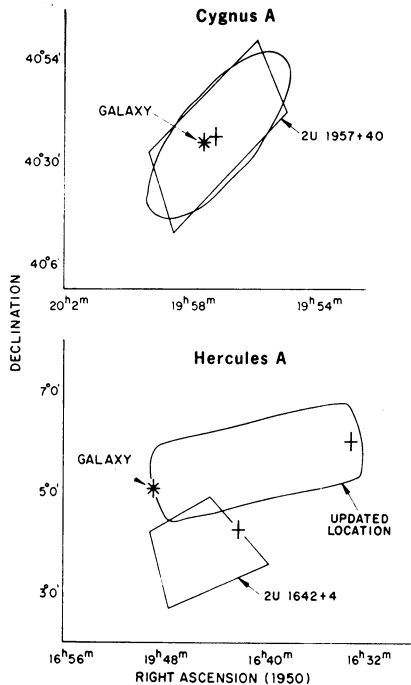 Cygnus A
40°54'
GALAXY
2U 1957+40
40°30'
40°6'
20ʰ2ᵐ
19ʰ58ᵐ
19ʰ54ᵐ
DECLINATION
Hercules A
7°0'
GALAXY
5°0'
UPDATED
LOCATION
3°0'
2U 1642+4
16ʰ56ᵐ
16ʰ48ᵐ
16ʰ40ᵐ
16ʰ32ᵐ
RIGHT ASCENSION (1950)